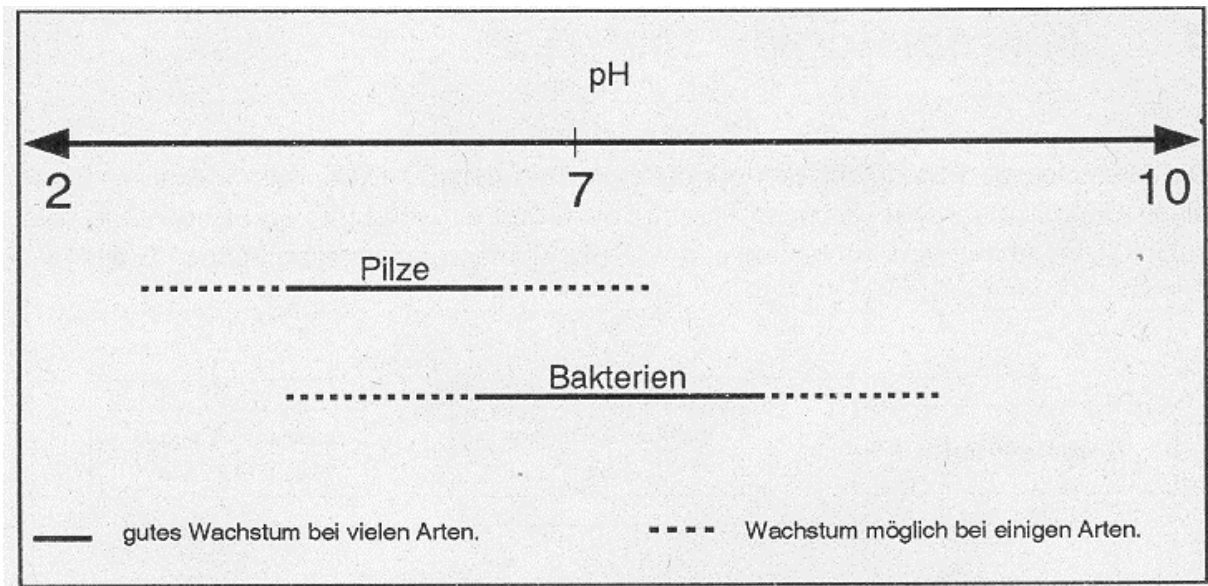 pH
2 7 10
Pilze
Bakterien
gutes Wachstum bei vielen Arten. Wachstum möglich bei einigen Arten.